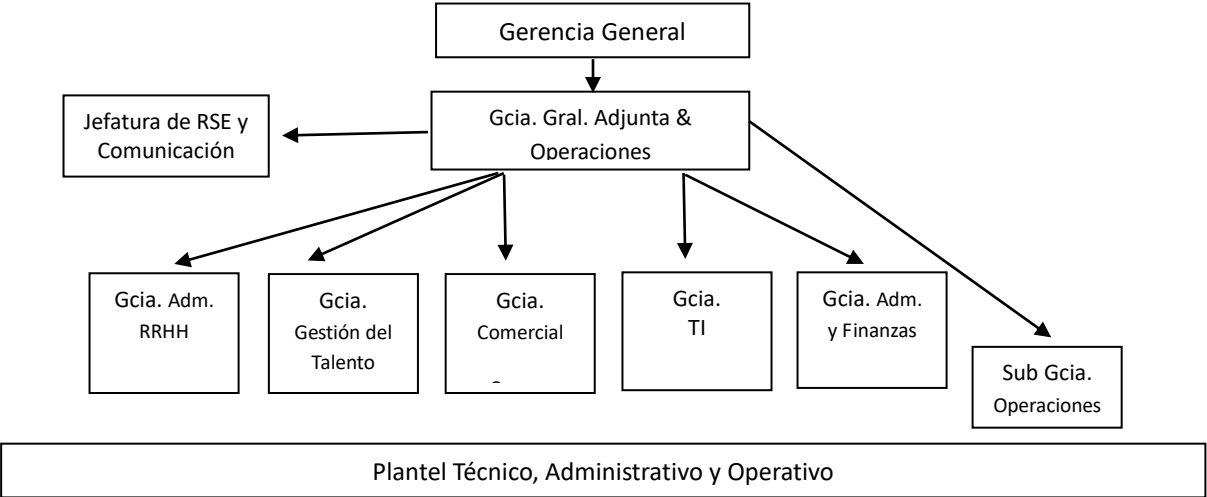 Gerencia General
Gcia. Gral. Adjunta &
Operaciones
Jefatura de RSE y
Comunicación
Gcia. Adm.
RRHH
Gcia.
Gestión del
Talento
Gcia.
Comercial
Gcia.
TI
Gcia. Adm.
y Finanzas
Sub Gcia.
Operaciones
Plantel Técnico, Administrativo y Operativo